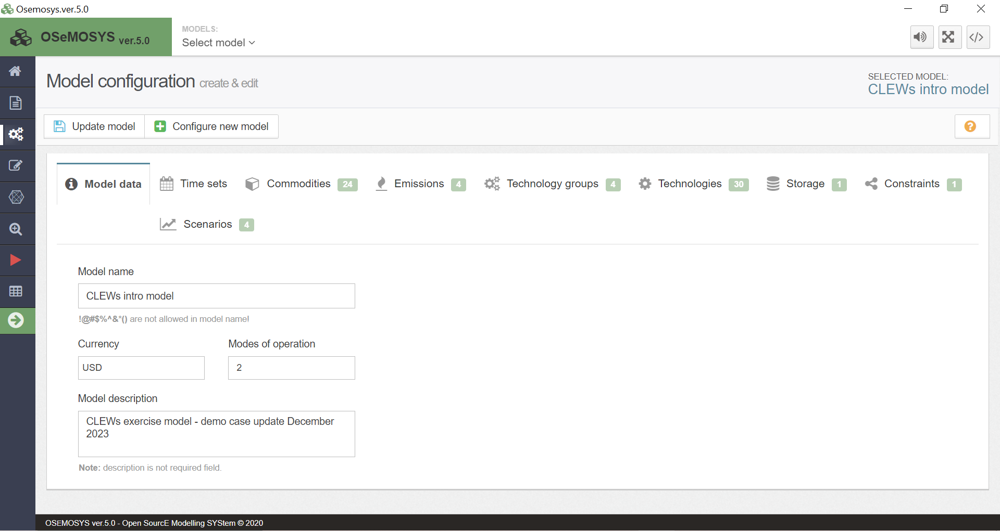 Osemosys.ver.5.0
OSeMOSYS ver.5.0
MODELS:
Select model
Model configuration create & edit
SELECTED MODEL:
CLEWs intro model
Update model
Configure new model
Model data
Time sets
Commodities 24
Emissions 4
Technology groups 4
Technologies 30
Storage 1
Constraints 1
Scenarios 4
Model name
CLEWs intro model
!@#$%^&*() are not allowed in model name!
Currency
Modes of operation
USD
2
Model description
CLEWs exercise model - demo case update December
2023
Note: description is not required field.
OSEMOSYS ver.5.0 - Open SourcE Modelling SYStem © 2020